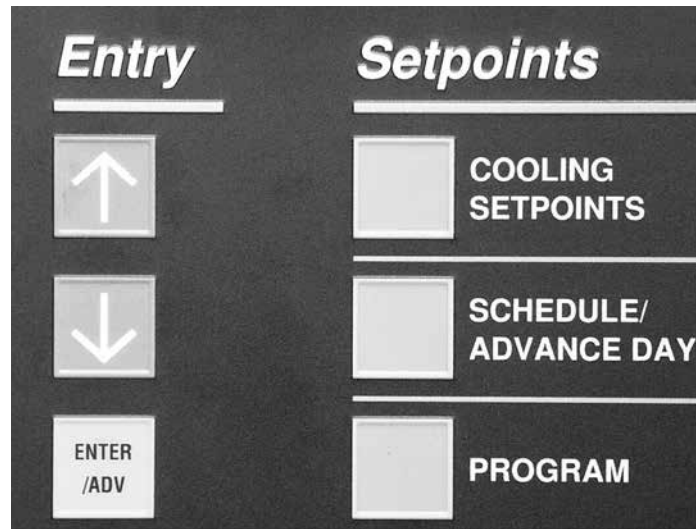 Entry
↑
↓
ENTER
/ADV
Setpoints
COOLING
SETPOINTS
SCHEDULE/
ADVANCE DAY
PROGRAM